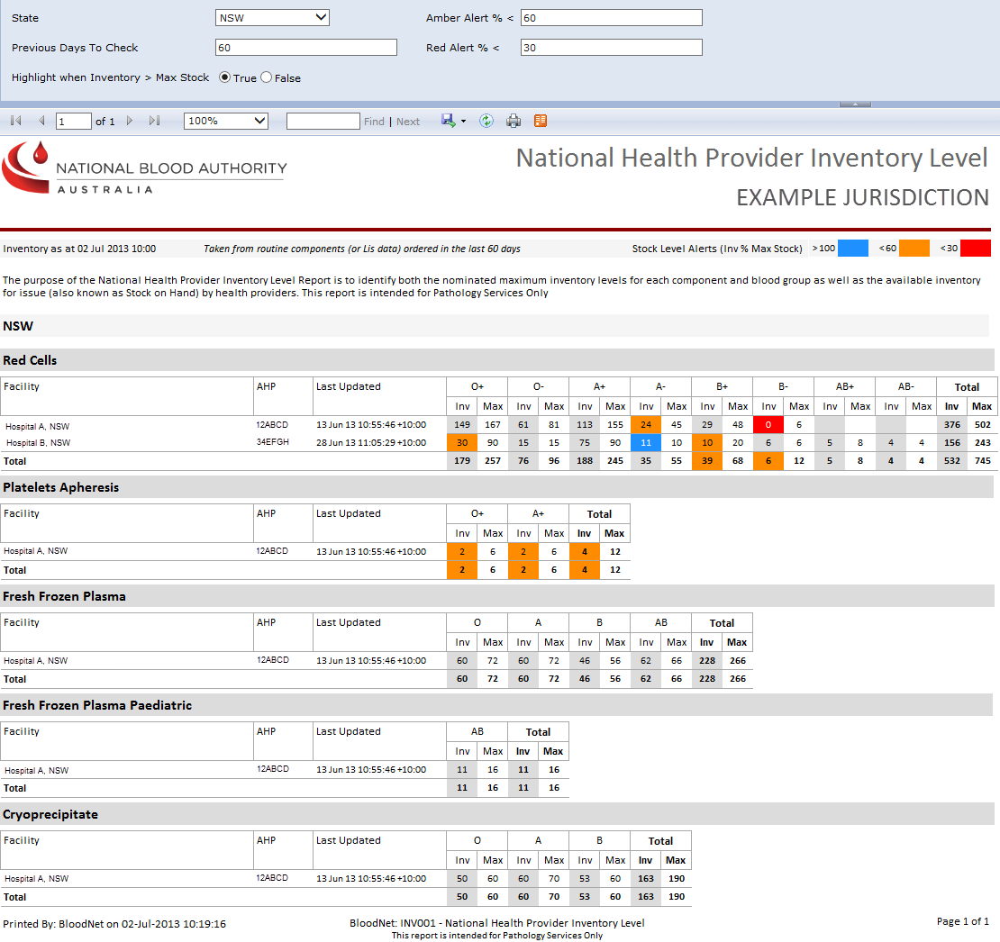 State NSW Amber Alert % < 60
Previous Days To Check 60 Red Alert % < 30
Highlight when Inventory > Max Stock True False
1 of 1 100% Find | Next
NATIONAL BLOOD AUTHORITY
AUSTRALIA
National Health Provider Inventory Level
EXAMPLE JURISDICTION
Inventory as at 02 Jul 2013 10:00 Taken from routine components (or Lis data) ordered in the last 60 days Stock Level Alerts (Inv % Max Stock) >100 <60 <30
The purpose of the National Health Provider Inventory Level Report is to identify both the nominated maximum inventory levels for each component and blood group as well as the available inventory
for issue (also known as Stock on Hand) by health providers. This report is intended for Pathology Services Only
NSW
Red Cells
Facility AHP Last Updated O+ O- A+ A- B+ B- AB+ AB- Total
Inv Max Inv Max Inv Max Inv Max Inv Max Inv Max Inv Max Inv Max Inv Max
Hospital A, NSW 12ABCD 13 Jun 13 10:55:46 +10:00 149 167 61 81 113 155 24 45 29 48 0 6 376 502
Hospital B, NSW 34EFGH 28 Jun 13 11:05:29 +10:00 30 90 15 15 75 90 11 10 10 20 6 6 5 8 4 4 156 243
Total 179 257 76 96 188 245 35 55 39 68 6 12 5 8 4 4 532 745
Platelets Apheresis
Facility AHP Last Updated O+ A+ Total
Inv Max Inv Max Inv Max
Hospital A, NSW 12ABCD 13 Jun 13 10:55:46 +10:00 2 6 2 6 4 12
Total 2 6 2 6 4 12
Fresh Frozen Plasma
Facility AHP Last Updated O A B AB Total
Inv Max Inv Max Inv Max Inv Max Inv Max
Hospital A, NSW 12ABCD 13 Jun 13 10:55:46 +10:00 60 72 60 72 46 56 62 66 228 266
Total 60 72 60 72 46 56 62 66 228 266
Fresh Frozen Plasma Paediatric
Facility AHP Last Updated AB Total
Inv Max Inv Max
Hospital A, NSW 12ABCD 13 Jun 13 10:55:46 +10:00 11 16 11 16
Total 11 16 11 16
Cryoprecipitate
Facility AHP Last Updated O A B Total
Inv Max Inv Max Inv Max Inv Max
Hospital A, NSW 12ABCD 13 Jun 13 10:55:46 +10:00 50 60 60 70 53 60 163 190
Total 50 60 60 70 53 60 163 190
Printed By: BloodNet on 02-Jul-2013 10:19:16 BloodNet: INV001 - National Health Provider Inventory Level Page 1 of 1
This report is intended for Pathology Services Only